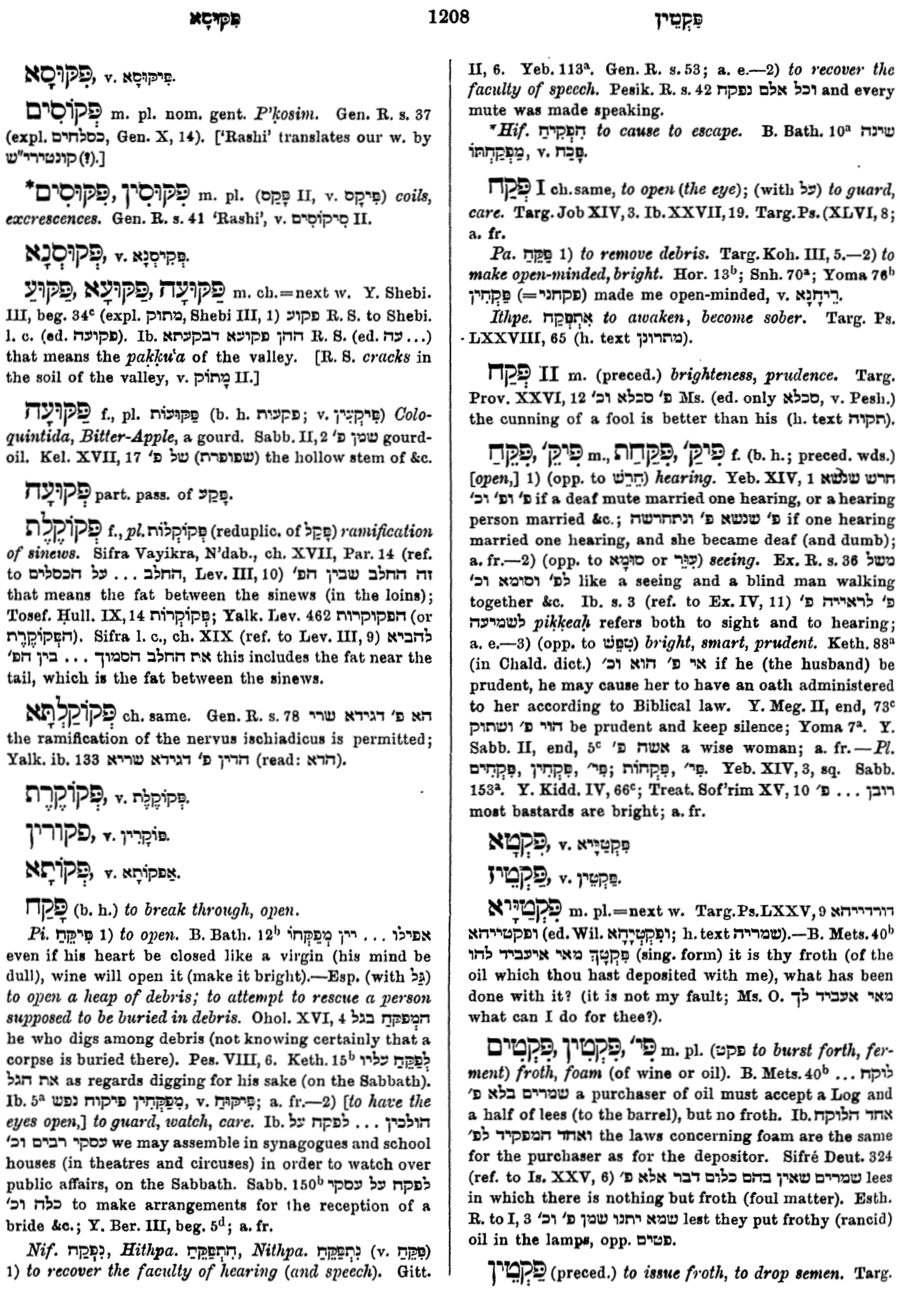 פִּקּוּסָא 1208 פַּקְטֵין
פִּקּוּסָא, v. פִּיקוּסָא.
פְּקוֹסִים m. pl. nom. gent. P'ḳosim. Gen. R. s. 37
(expl. כסלחים, Gen. X, 14). ['Rashi' translates our w. by
קונטירירי"ש (!).]
*פִּקּוּסִין, פִּקּוּסִים m. pl. (פָּקַס II, v. פִּיקָס) coils,
excrescences. Gen. R. s. 41 'Rashi', v. סִיקוֹסִים II.
פְּקוּסְנָא, v. פְּקִיסְנָא.
פַּקּוּעָה, פַּקּוּעָא, פַּקּוּעַ m. ch.=next w. Y. Shebi.
III, beg. 34ᶜ (expl. מתוק, Shebi III, 1) פקוע R. S. to Shebi.
l. c. (ed. פקועה). Ib. ההן פקועא דבקעתא R. S. (ed. עה...)
that means the paḳḳu'a of the valley. [R. S. cracks in
the soil of the valley, v. מָתוֹק II.]
פַּקּוּעָה f., pl. פַּקּוּעוֹת (b. h. פקעית; v. פִּיקְעִין) Colo-
quintida, Bitter-Apple, a gourd. Sabb. II, 2 שמן פ' gourd-
oil. Kel. XVII, 17 של פ' (שפופרת) the hollow stem of &c.
פְּקוּעָה part. pass. of פָּקַע.
פְּקוֹקֶלֶת f., pl. פְּקוֹקְלוֹת (reduplic. of פָּקַל) ramification
of sinews. Sifra Vayikra, N'dab., ch. XVII, Par. 14 (ref.
to החלב ... על הכסלים, Lev. III, 10) זה החלב שבין הפ'
that means the fat between the sinews (in the loins);
Tosef. Ḥull. IX, 14 פְּקוֹקְרוֹת; Yalk. Lev. 462 הפקוקריות (or
הַפְּקוֹקֶרֶת). Sifra l. c., ch. XIX (ref. to Lev. III, 9) להביא
את החלב הסמוך ... בין הפ' this includes the fat near the
tail, which is the fat between the sinews.
פְּקוֹקַלְתָּא ch. same. Gen. R. s. 78 הא פ' דגידא שרי
the ramification of the nervus ischiadicus is permitted;
Yalk. ib. 133 הדין פ' דגידא שריא (read: הדא).
פְּקוֹקֶרֶת, v. פְּקוֹקֶלֶת.
פקורין, v. פּוֹקְרִין.
פְּקוֹתָא, v. אַפִקוֹתָא.
פָּקַח (b. h.) to break through, open.
Pi. פִּיקֵּחַ 1) to open. B. Bath. 12ᵇ אפילו ... יין מְפַקְּחוֹ
even if his heart be closed like a virgin (his mind be
dull), wine will open it (make it bright).—Esp. (with גַּל)
to open a heap of debris; to attempt to rescue a person
supposed to be buried in debris. Ohol. XVI, 4 הַמְפַקֵּחַ בגל
he who digs among debris (not knowing certainly that a
corpse is buried there). Pes. VIII, 6. Keth. 15ᵇ לְפַקֵּחַ עליו
את הגל as regards digging for his sake (on the Sabbath).
Ib. 5ᵃ מְפַקְּחִין פיקוח נפש, v. פִּיקּוּחַ; a. fr.—2) [to have the
eyes open,] to guard, watch, care. Ib. הולכין ... לפקח על
עסקי רבים וכ' we may assemble in synagogues and school
houses (in theatres and circuses) in order to watch over
public affairs, on the Sabbath. Sabb. 150ᵇ לפקח על עסקי
כלה וכ' to make arrangements for the reception of a
bride &c.; Y. Ber. III, beg. 5ᵈ; a. fr.
Nif. נִפְקַח, Hithpa. הִתְפַּקֵּחַ, Nithpa. נִתְפַּקֵּחַ (v. פִּקֵּחַ)
1) to recover the faculty of hearing (and speech). Gitt.
II, 6. Yeb. 113ᵃ. Gen. R. s. 53; a. e.—2) to recover the
faculty of speech. Pesik. R. s. 42 וכל אלם נפקח and every
mute was made speaking.
*Hif. הִפְקִיחַ to cause to escape. B. Bath. 10ᵃ שינה
מַפְקַחְתּוֹ, v. פָּכַח.
פְּקַח I ch. same, to open (the eye); (with על) to guard,
care. Targ. Job XIV, 3. Ib. XXVII, 19. Targ. Ps. (XLVI, 8;
a. fr.
Pa. פַּקַּח 1) to remove debris. Targ. Koh. III, 5.—2) to
make open-minded, bright. Hor. 13ᵇ; Snh. 70ᵃ; Yoma 76ᵇ
פַּקְּחִין (=פקחני) made me open-minded, v. רֵיחָנָא.
Ithpe. אִתְפְּקַח to awaken, become sober. Targ. Ps.
LXXVIII, 65 (h. text מתרונן).
פְּקַח II m. (preced.) brighteness, prudence. Targ.
Prov. XXVI, 12 פ' סכלא וכ' Ms. (ed. only סכלא, v. Pesh.)
the cunning of a fool is better than his (h. text תקוה).
פִּקֵּחַ, פִּיקֵּ' m., פִּקַּחַת, פִּיקַּ' f. (b. h.; preced. wds.)
[open,] 1) (opp. to חֵרֵשׁ) hearing. Yeb. XIV, 1 חרש שנשא
פ' ופ' וכ' if a deaf mute married one hearing, or a hearing
person married &c.; פ' שנשא פ' ונתחרשה if one hearing
married one hearing, and she became deaf (and dumb);
a. fr.—2) (opp. to סוּמָא or עִוֵּר) seeing. Ex. R. s. 36 משל
לפ' וסומא וכ' like a seeing and a blind man walking
together &c. Ib. s. 3 (ref. to Ex. IV, 11) פ' לראייה פ'
לשמיעה pikḳeaḥ refers both to sight and to hearing;
a. e.—3) (opp. to טִפֵּשׁ) bright, smart, prudent. Keth. 88ᵃ
(in Chald. dict.) אי פ' הוא וכ' if he (the husband) be
prudent, he may cause her to have an oath administered
to her according to Biblical law. Y. Meg. II, end, 73ᶜ
הוי פ' ושתוק be prudent and keep silence; Yoma 7ᵃ. Y.
Sabb. II, end, 5ᶜ אשה פ' a wise woman; a. fr.—Pl.
פִּקְחִים, פִּקְחִין, פִּי'; פִּקְחוֹת, פִּי'. Yeb. XIV, 3, sq. Sabb.
153ᵃ. Y. Kidd. IV, 66ᶜ; Treat. Sof'rim XV, 10 רובן ... פ'
most bastards are bright; a. fr.
פִּקְטָא, v. פִּקְטַיָּיא
פַּקְטֵיז, v. פַּקְטֵין.
פִּקְטַיָּיא m. pl.=next w. Targ. Ps. LXXV, 9 דורדייתא
ופקטייתא (ed. Wil. וּפִקְטָיְהָא; h. text שמריה).—B. Mets. 40ᵇ
פִּקְטָךְ מאי איעביד להו (sing. form) it is thy froth (of the
oil which thou hast deposited with me), what has been
done with it? (it is not my fault; Ms. O. מאי אעביד לך
what can I do for thee?).
פִּקְטִים, פִּקְטִין, פִּי' m. pl. (פקט to burst forth, fer-
ment) froth, foam (of wine or oil). B. Mets. 40ᵇ לוקח ...
שמרים בלא פ' a purchaser of oil must accept a Log and
a half of lees (to the barrel), but no froth. Ib. אחד הלוקח
ואחד המפקיד לפ' the laws concerning foam are the same
for the purchaser as for the depositor. Sifré Deut. 324
(ref. to Is. XXV, 6) שמרים שאין בהם כלום דבר אלא פ' lees
in which there is nothing but froth (foul matter). Esth.
R. to I, 3 שמא יתנו שמן פ' וכ' lest they put frothy (rancid)
oil in the lamps, opp. פטים.
פַּקְטֵין (preced.) to issue froth, to drop semen. Targ.